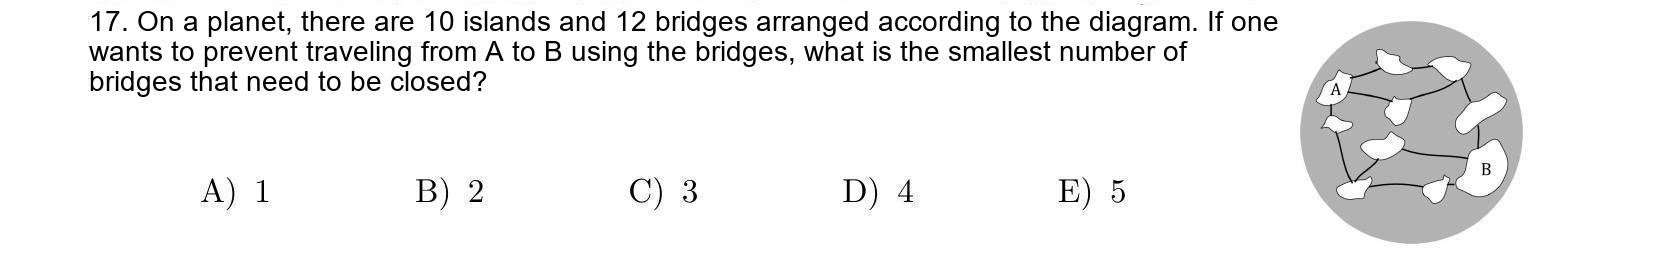 17. On a planet, there are 10 islands and 12 bridges arranged according to the diagram. If one
wants to prevent traveling from A to B using the bridges, what is the smallest number of
bridges that need to be closed?
A) 1 B) 2 C) 3 D) 4 E) 5
A
B